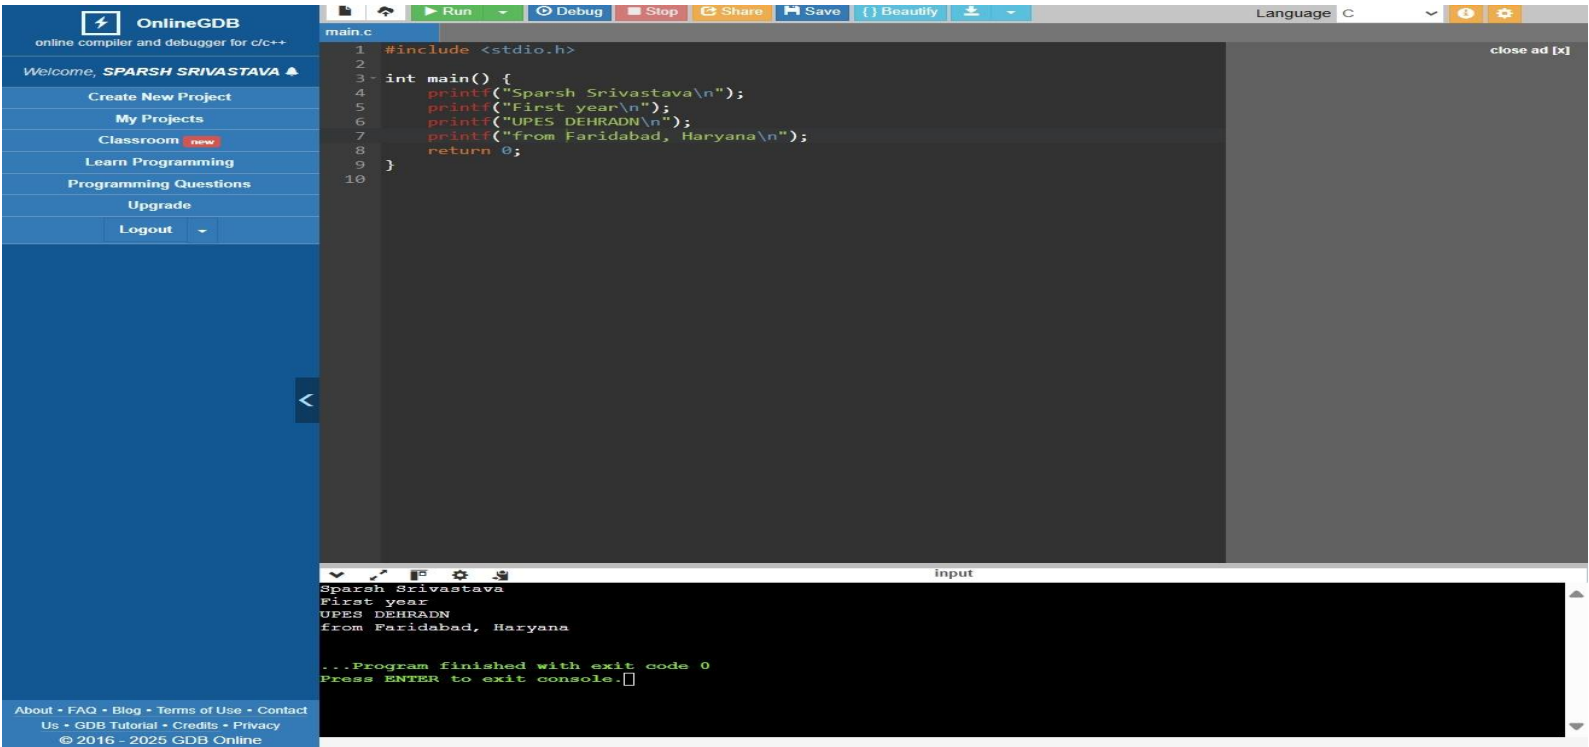 OnlineGDB
online compiler and debugger for c/c++
Welcome, SPARSH SRIVASTAVA
Create New Project
My Projects
Classroom new
Learn Programming
Programming Questions
Upgrade
Logout
About • FAQ • Blog • Terms of Use • Contact
Us • GDB Tutorial • Credits • Privacy
© 2016 - 2025 GDB Online
Run Debug Stop Share Save {} Beautify Language C
main.c
close ad [x]
1 #include <stdio.h>
2
3 int main() {
4 printf("Sparsh Srivastava\n");
5 printf("First year\n");
6 printf("UPES DEHRADN\n");
7 printf("from Faridabad, Haryana\n");
8 return 0;
9 }
10
input
Sparsh Srivastava
First year
UPES DEHRADN
from Faridabad, Haryana
...Program finished with exit code 0
Press ENTER to exit console.